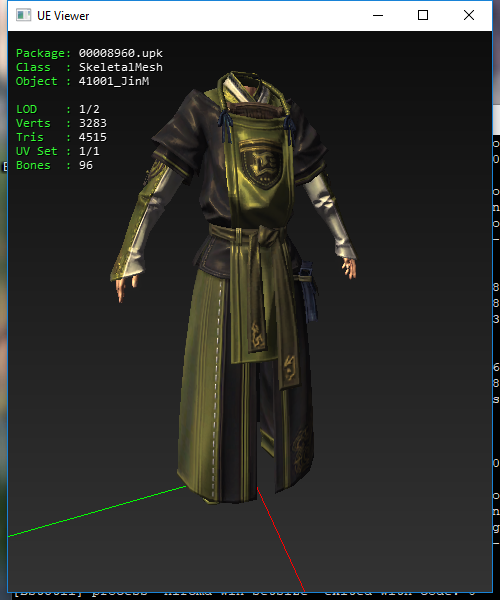 UE Viewer
Package: 00008960.upk
Class : SkeletalMesh
Object : 41001_JinM
LOD : 1/2
Verts : 3283
Tris : 4515
UV Set : 1/1
Bones : 96